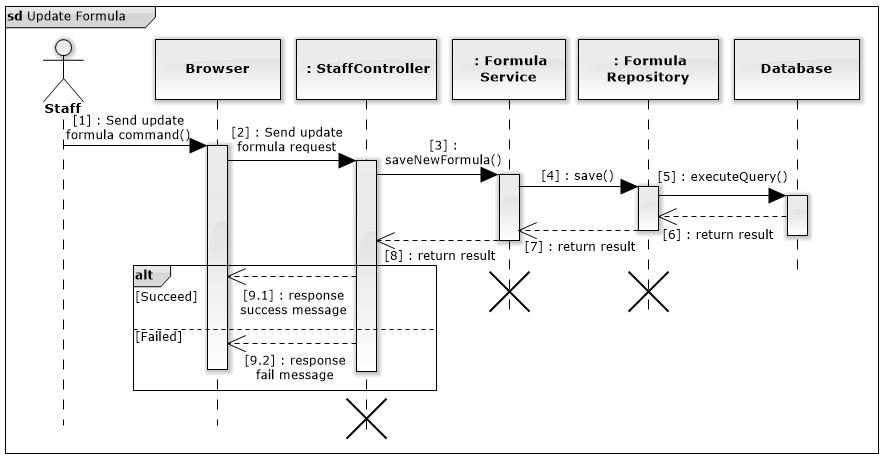 sd Update Formula
Browser
: StaffController
: Formula
Service
: Formula
Repository
Database
Staff
[1] : Send update
formula command()
[2] : Send update
formula request
[3] :
saveNewFormula()
[4] : save()
[5] : executeQuery()
[6] : return result
[7] : return result
[8] : return result
alt
[Succeed]
[9.1] : response
success message
[Failed]
[9.2] : response
fail message